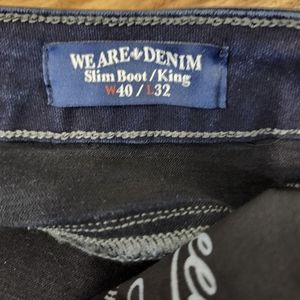 WE ARE DENIM
Slim Boot/King
W40 / L32